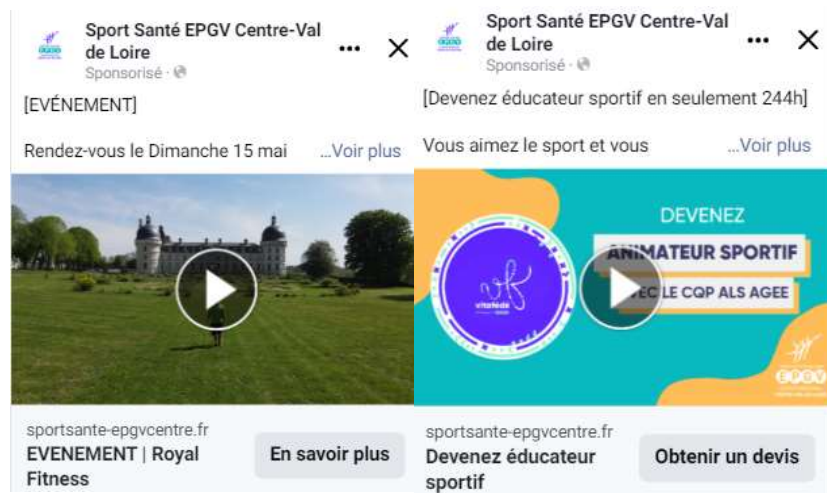 Sport Santé EPGV Centre-Val
de Loire
Sponsorisé ·
[EVÉNEMENT]
Rendez-vous le Dimanche 15 mai ...Voir plus
sportsante-epgvcentre.fr
EVENEMENT | Royal
Fitness
En savoir plus
Sport Santé EPGV Centre-Val
de Loire
Sponsorisé ·
[Devenez éducateur sportif en seulement 244h]
Vous aimez le sport et vous ...Voir plus
DEVENEZ
ANIMATEUR SPORTIF
EC LE CQP ALS AGEE
vitafédé
EPGV
sportsante-epgvcentre.fr
Devenez éducateur
sportif
Obtenir un devis